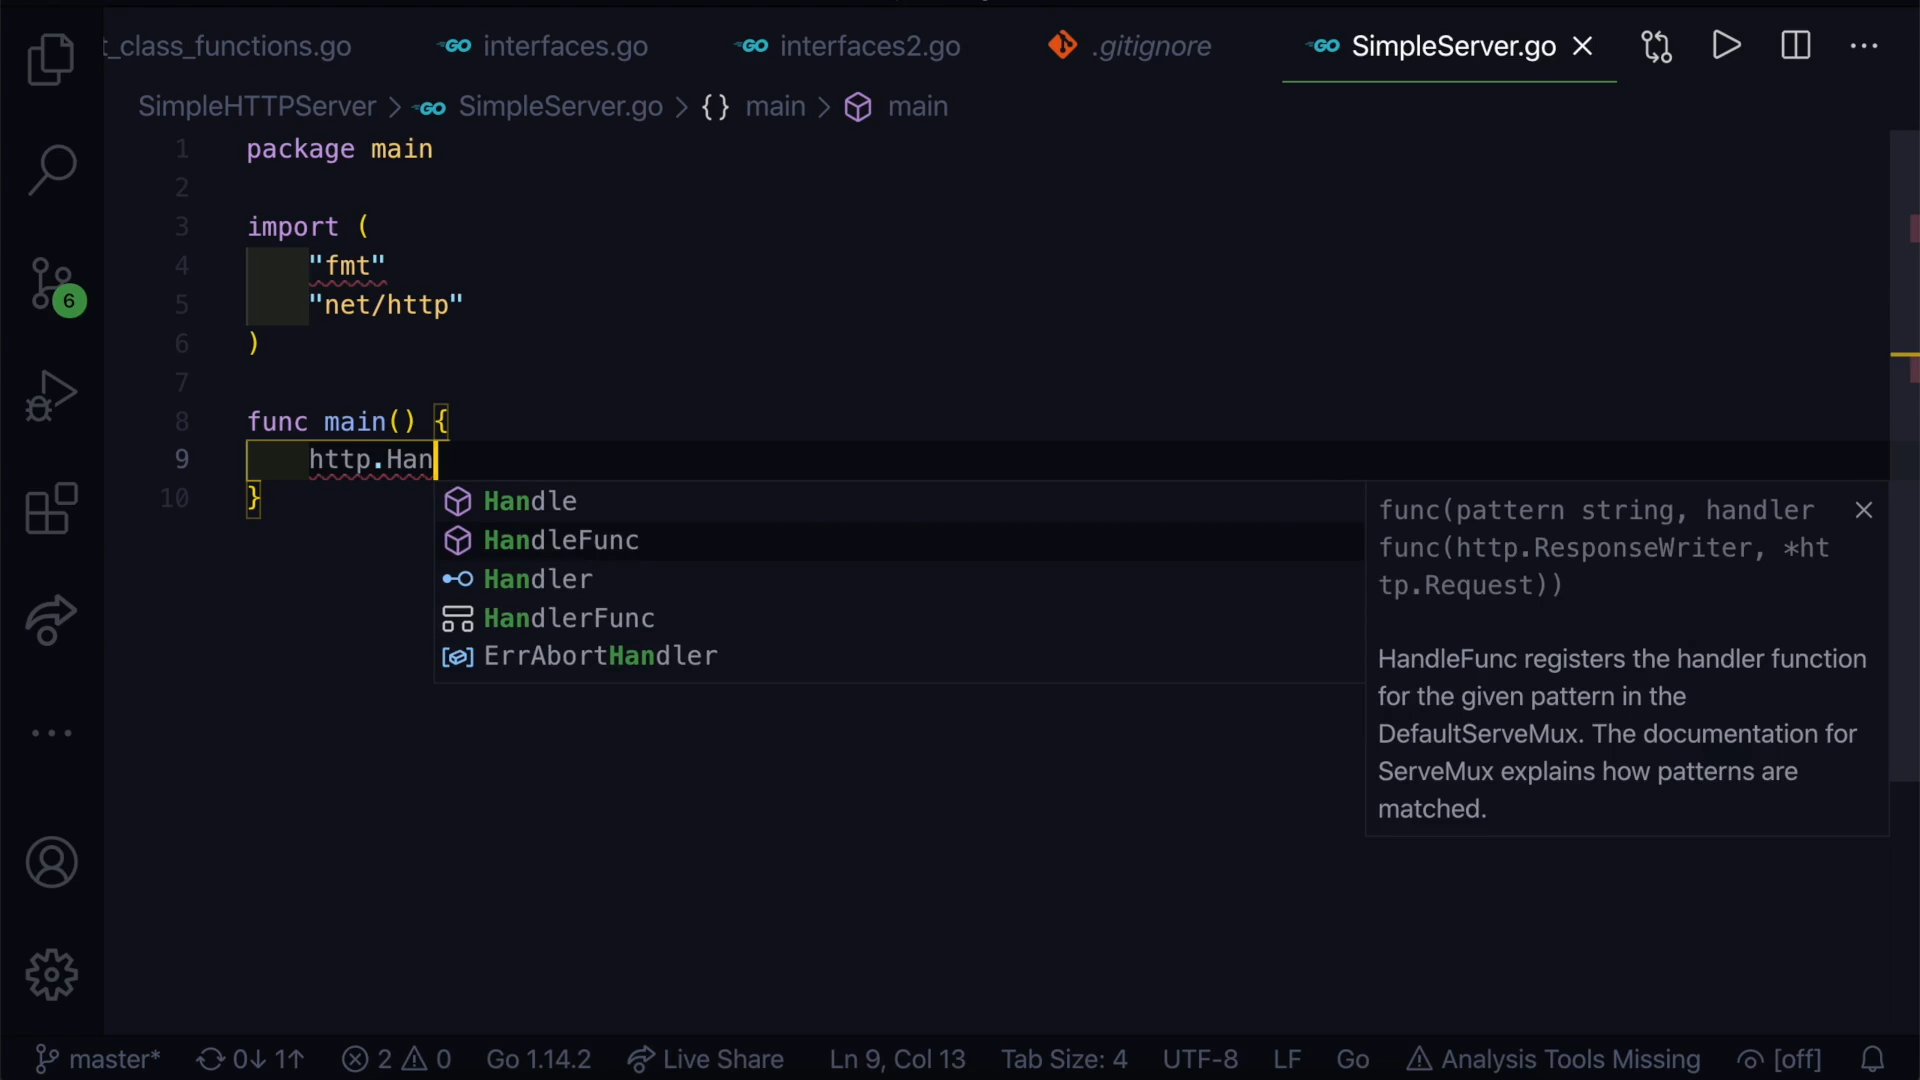 t_class_functions.go GO interfaces.go GO interfaces2.go .gitignore GO SimpleServer.go
SimpleHTTPServer > GO SimpleServer.go > {} main > main
1 package main
2
3 import (
4 "fmt"
5 "net/http"
6 )
7
8 func main() {
9 http.Han
10 }
Handle
HandleFunc
Handler
HandlerFunc
ErrAbortHandler
func(pattern string, handler
func(http.ResponseWriter, *ht
tp.Request))
HandleFunc registers the handler function
for the given pattern in the
DefaultServeMux. The documentation for
ServeMux explains how patterns are
matched.
6
master* 0↓ 1↑ 2 0 Go 1.14.2 Live Share Ln 9, Col 13 Tab Size: 4 UTF-8 LF Go Analysis Tools Missing [off]